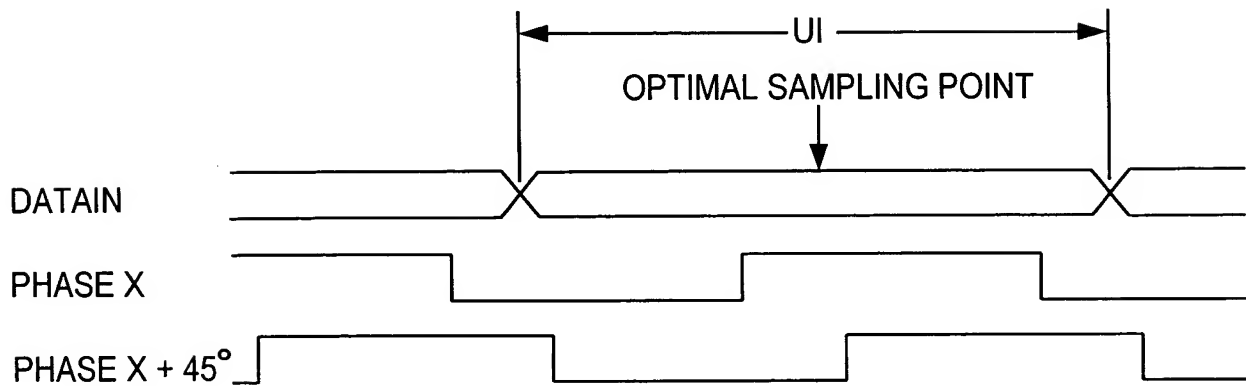 UI
OPTIMAL SAMPLING POINT
DATAIN
PHASE X
PHASE X + 45°